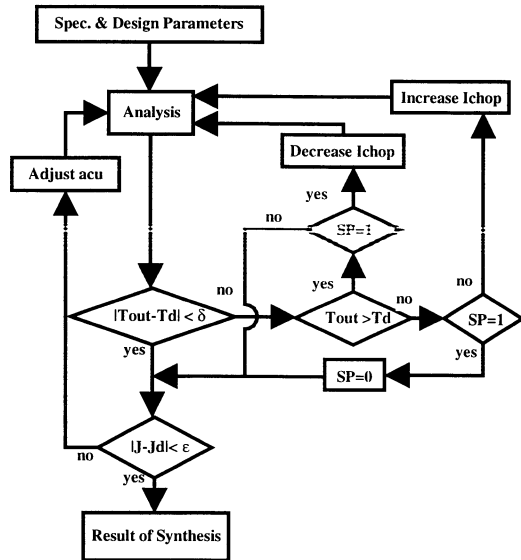 Spec. & Design Parameters
Analysis
Increase Ichop
Decrease Ichop
Adjust acu
yes
no
SP=1
no
yes
|Tout-Td| < δ
no
Tout >Td
no
SP=1
yes
yes
SP=0
|J-Jd|< ε
no
yes
Result of Synthesis